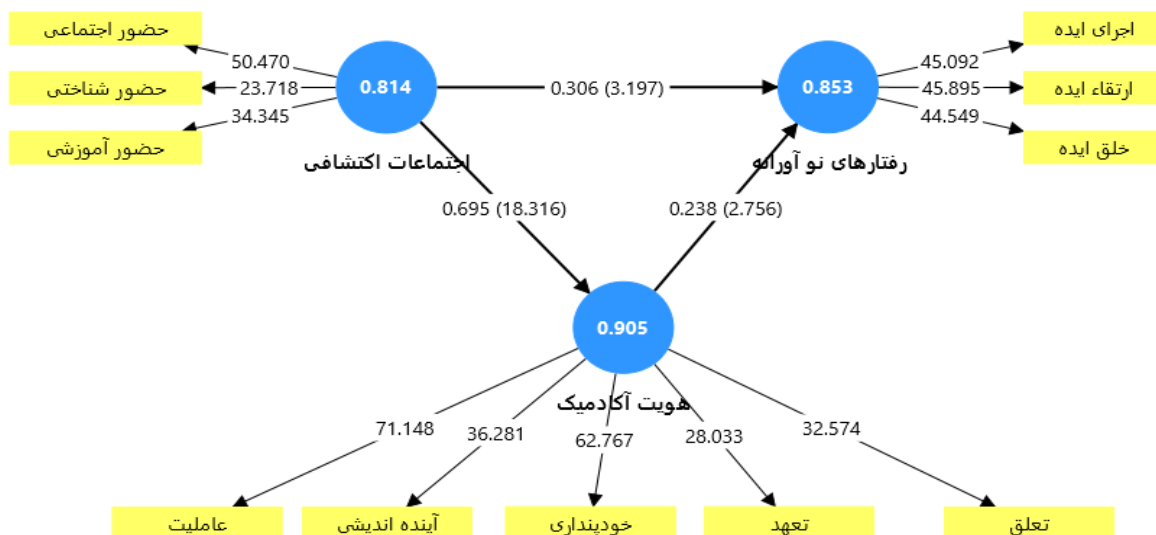 حضور اجتماعی
حضور شناختی
حضور آموزشی
50.470
23.718
34.345
0.814
اجتماعات اکتشافی
0.306 (3.197)
0.853
رفتارهای نو آورانه
45.092
45.895
44.549
اجرای ایده
ارتقاء ایده
خلق ایده
0.695 (18.316)
0.238 (2.756)
0.905
هویت آکادمیک
71.148
36.281
62.767
28.033
32.574
عاملیت
آینده اندیشی
خودپنداری
تعهد
تعلق